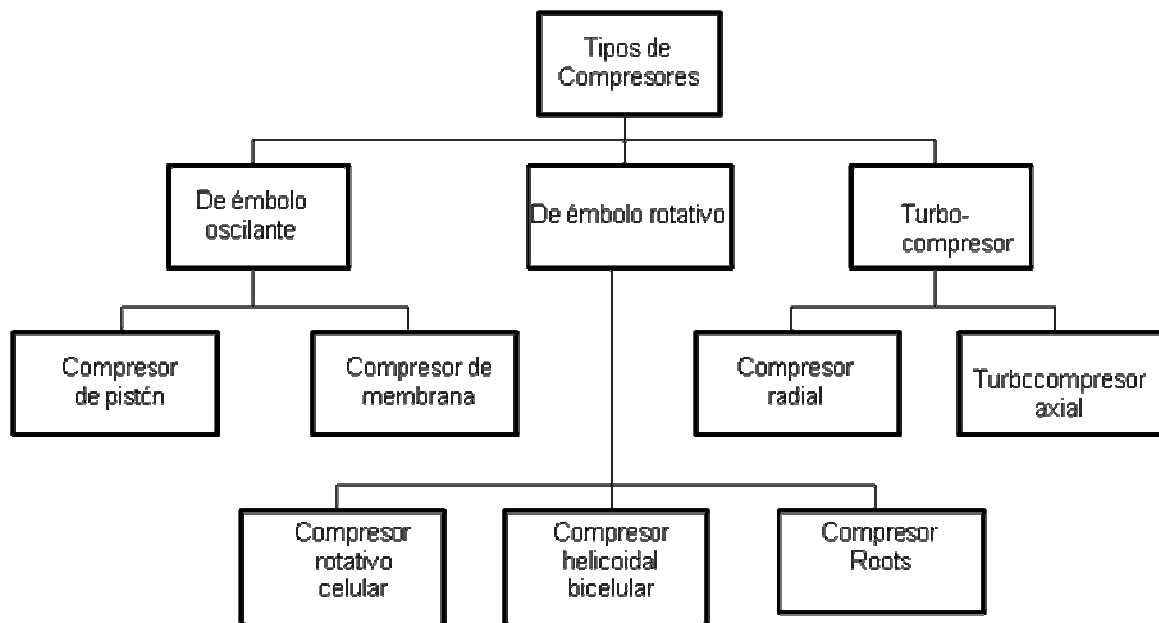 Tipos de
Compresores
De émbolo
oscilante
De émbolo rotativo
Turbo-
compresor
Compresor
de pistón
Compresor de
membrana
Compresor
radial
Turbocompresor
axial
Compresor
rotativo
celular
Compresor
helicoidal
bicelular
Compresor
Roots